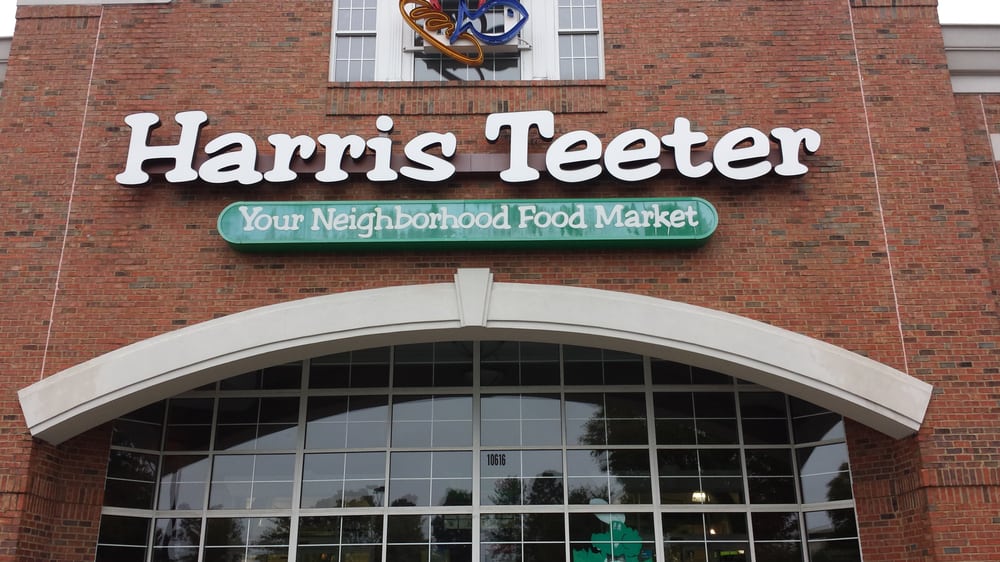 Harris Teeter
Your Neighborhood Food Market
10616